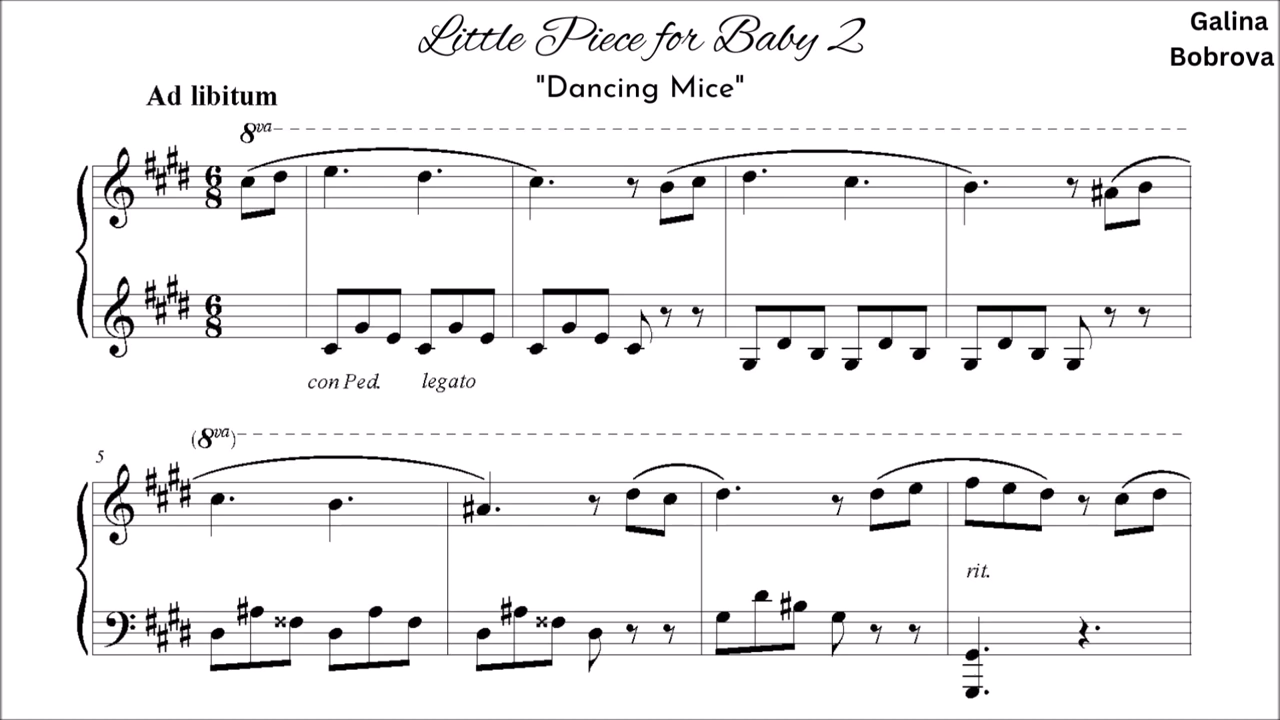 Little Piece for Baby 2
Galina
Bobrova
"Dancing Mice"
Ad libitum
8va
6
8
6
8
con Ped. legato
(8va)
5
rit.